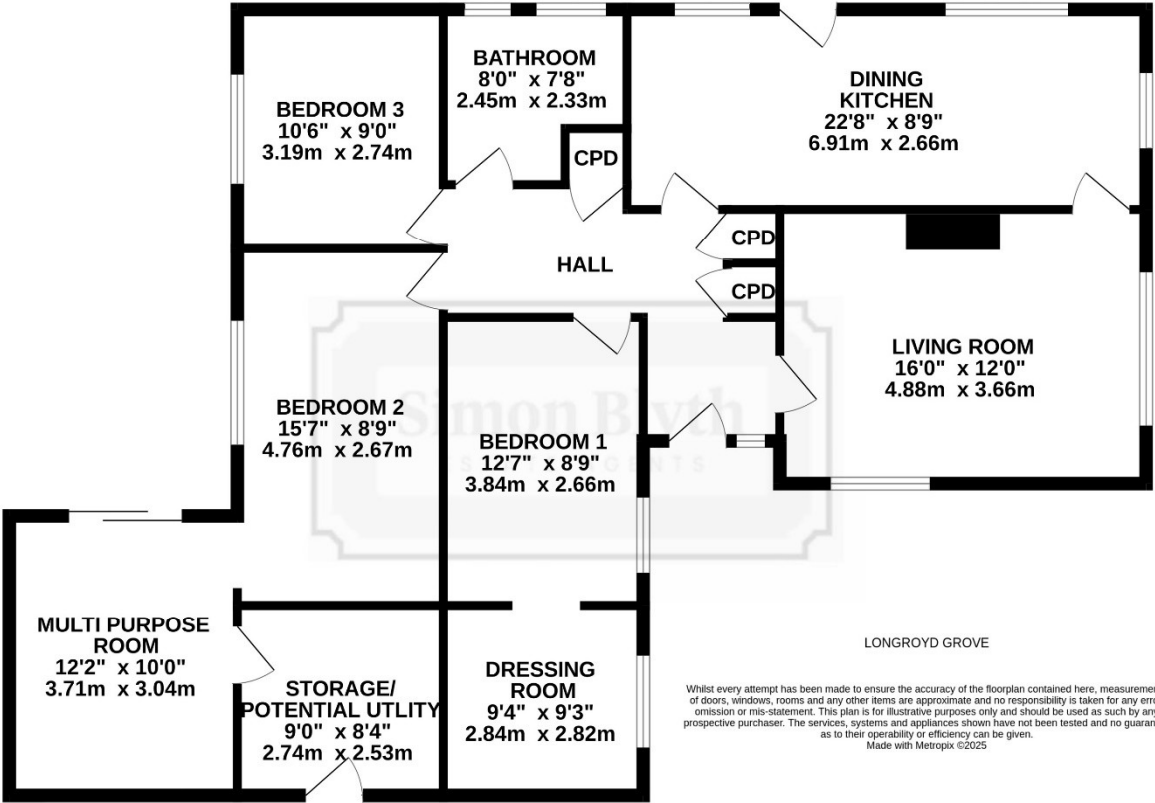 BEDROOM 3
10'6" x 9'0"
3.19m x 2.74m
BATHROOM
8'0" x 7'8"
2.45m x 2.33m
CPD
DINING
KITCHEN
22'8" x 8'9"
6.91m x 2.66m
CPD
CPD
HALL
LIVING ROOM
16'0" x 12'0"
4.88m x 3.66m
Simon Blyth
ESTATE AGENTS
BEDROOM 2
15'7" x 8'9"
4.76m x 2.67m
BEDROOM 1
12'7" x 8'9"
3.84m x 2.66m
MULTI PURPOSE
ROOM
12'2" x 10'0"
3.71m x 3.04m
STORAGE/
POTENTIAL UTLITY
9'0" x 8'4"
2.74m x 2.53m
DRESSING
ROOM
9'4" x 9'3"
2.84m x 2.82m
LONGROYD GROVE
Whilst every attempt has been made to ensure the accuracy of the floorplan contained here, measureme
of doors, windows, rooms and any other items are approximate and no responsibility is taken for any err
omission or mis-statement. This plan is for illustrative purposes only and should be used as such by any
prospective purchaser. The services, systems and appliances shown have not been tested and no guaran
as to their operability or efficiency can be given.
Made with Metropix ©2025